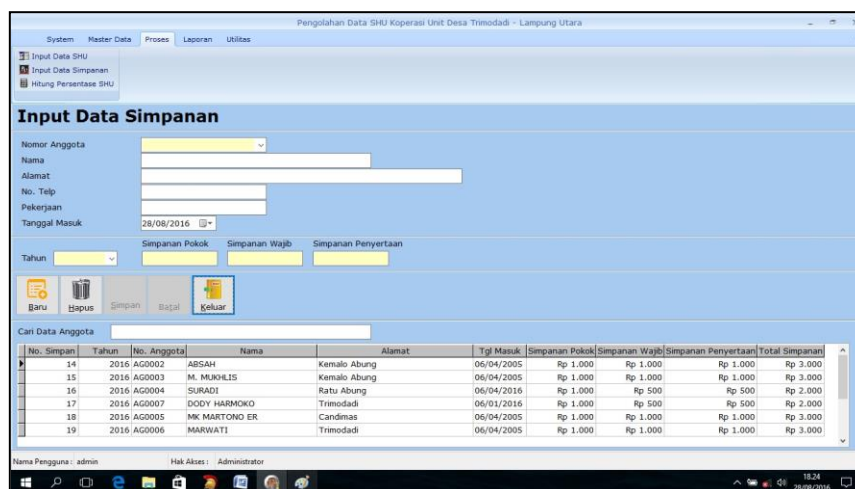 Pengolahan Data SHU Koperasi Unit Desa Trimodadi - Lampung Utara
System Master Data Proses Laporan Utilitas
Input Data SHU
Input Data Simpanan
Hitung Persentase SHU
Input Data Simpanan
Nomor Anggota
Nama
Alamat
No. Telp
Pekerjaan
Tanggal Masuk 28/08/2016
Simpanan Pokok Simpanan Wajib Simpanan Penyertaan
Tahun
Baru Hapus Simpan Batal Keluar
Cari Data Anggota
No. Simpan Tahun No. Anggota Nama Alamat Tgl Masuk Simpanan Pokok Simpanan Wajib Simpanan Penyertaan Total Simpanan
14 2016 AG0002 ABSAH Kemalo Abung 06/04/2005 Rp 1.000 Rp 1.000 Rp 1.000 Rp 3.000
15 2016 AG0003 M. MUKHLIS Kemalo Abung 06/04/2005 Rp 1.000 Rp 1.000 Rp 1.000 Rp 3.000
16 2016 AG0004 SURADI Ratu Abung 06/04/2016 Rp 1.000 Rp 500 Rp 500 Rp 2.000
17 2016 AG0007 DODY HARMOKO Trimodadi 06/01/2016 Rp 1.000 Rp 500 Rp 500 Rp 2.000
18 2016 AG0005 MK MARTONO ER Candimas 06/04/2005 Rp 1.000 Rp 1.000 Rp 1.000 Rp 3.000
19 2016 AG0006 MARWATI Trimodadi 06/04/2005 Rp 1.000 Rp 1.000 Rp 1.000 Rp 3.000
Nama Pengguna : admin Hak Akses : Administrator
18.24
28/08/2016